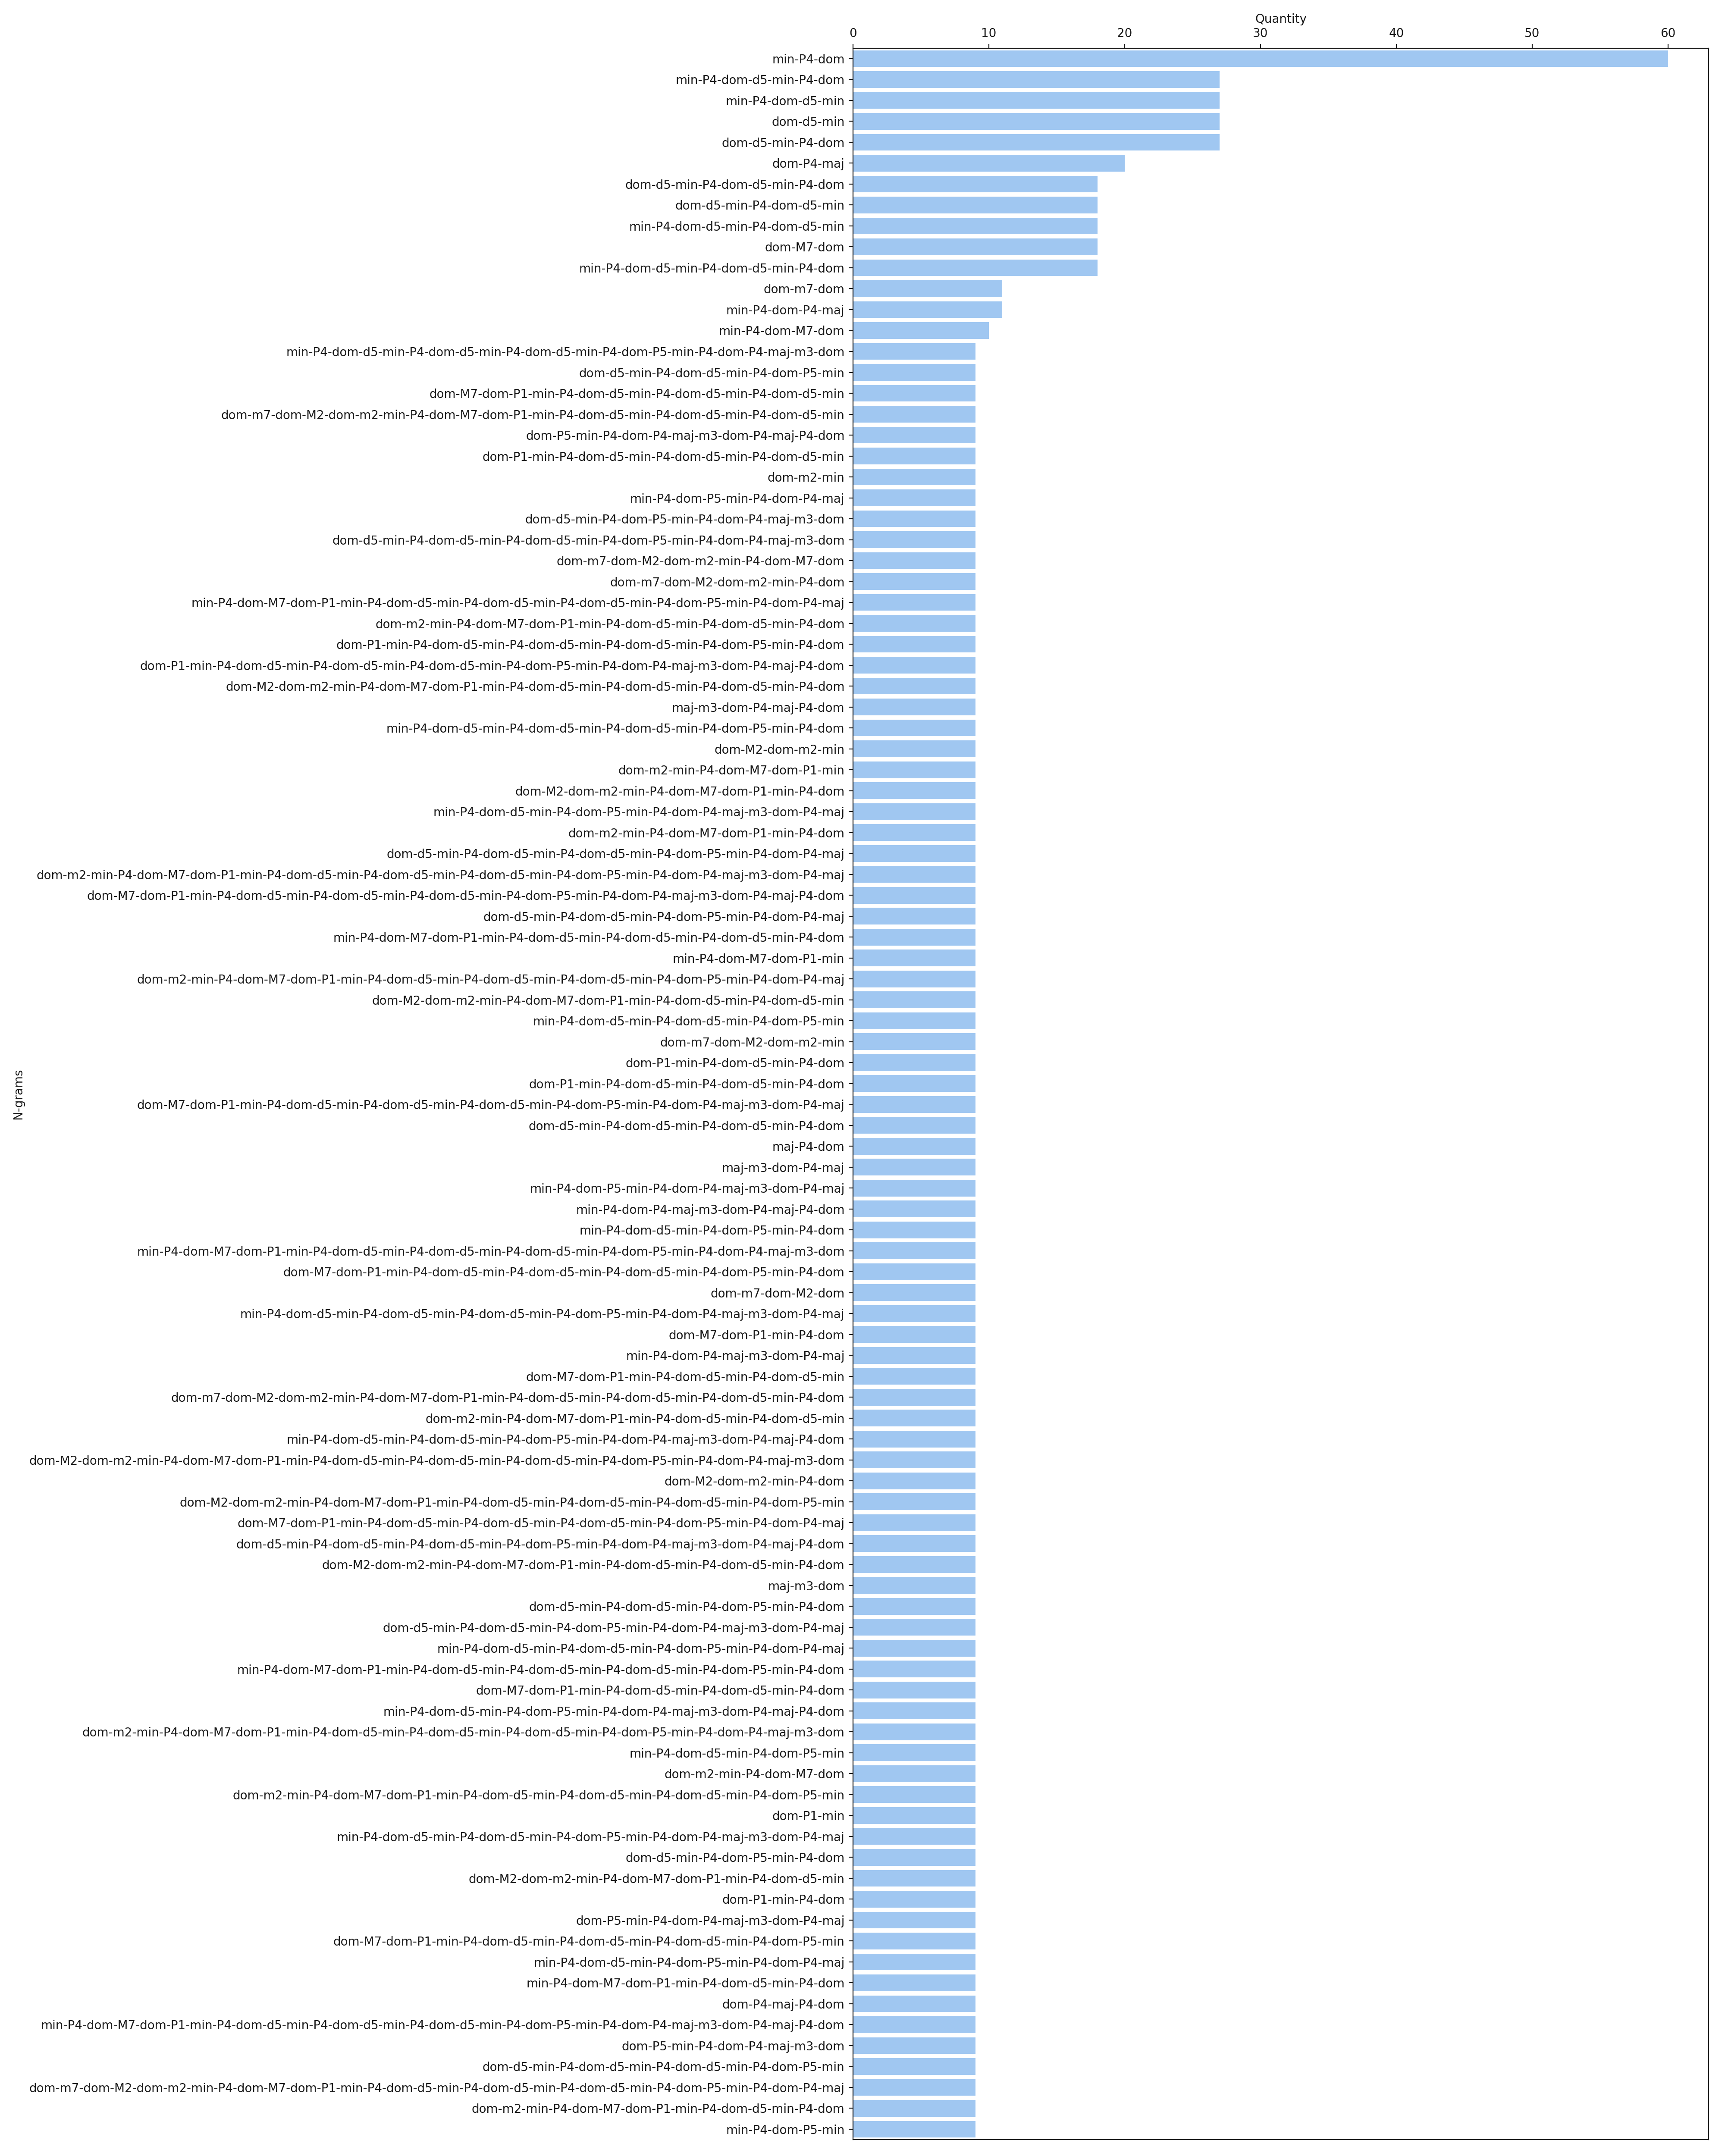 Quantity
0 10 20 30 40 50 60
min-P4-dom
min-P4-dom-d5-min-P4-dom
min-P4-dom-d5-min
dom-d5-min
dom-d5-min-P4-dom
dom-P4-maj
dom-d5-min-P4-dom-d5-min-P4-dom
dom-d5-min-P4-dom-d5-min
min-P4-dom-d5-min-P4-dom-d5-min
dom-M7-dom
min-P4-dom-d5-min-P4-dom-d5-min-P4-dom
dom-m7-dom
min-P4-dom-P4-maj
min-P4-dom-M7-dom
min-P4-dom-d5-min-P4-dom-d5-min-P4-dom-d5-min-P4-dom-P5-min-P4-dom-P4-maj-m3-dom
dom-d5-min-P4-dom-d5-min-P4-dom-P5-min
dom-M7-dom-P1-min-P4-dom-d5-min-P4-dom-d5-min-P4-dom-d5-min
dom-m7-dom-M2-dom-m2-min-P4-dom-M7-dom-P1-min-P4-dom-d5-min-P4-dom-d5-min-P4-dom-d5-min
dom-P5-min-P4-dom-P4-maj-m3-dom-P4-maj-P4-dom
dom-P1-min-P4-dom-d5-min-P4-dom-d5-min-P4-dom-d5-min
dom-m2-min
min-P4-dom-P5-min-P4-dom-P4-maj
dom-d5-min-P4-dom-P5-min-P4-dom-P4-maj-m3-dom
dom-d5-min-P4-dom-d5-min-P4-dom-d5-min-P4-dom-P5-min-P4-dom-P4-maj-m3-dom
dom-m7-dom-M2-dom-m2-min-P4-dom-M7-dom
dom-m7-dom-M2-dom-m2-min-P4-dom
min-P4-dom-M7-dom-P1-min-P4-dom-d5-min-P4-dom-d5-min-P4-dom-d5-min-P4-dom-P5-min-P4-dom-P4-maj
dom-m2-min-P4-dom-M7-dom-P1-min-P4-dom-d5-min-P4-dom-d5-min-P4-dom
dom-P1-min-P4-dom-d5-min-P4-dom-d5-min-P4-dom-d5-min-P4-dom-P5-min-P4-dom
dom-P1-min-P4-dom-d5-min-P4-dom-d5-min-P4-dom-d5-min-P4-dom-P5-min-P4-dom-P4-maj-m3-dom-P4-maj-P4-dom
dom-M2-dom-m2-min-P4-dom-M7-dom-P1-min-P4-dom-d5-min-P4-dom-d5-min-P4-dom-d5-min-P4-dom
maj-m3-dom-P4-maj-P4-dom
min-P4-dom-d5-min-P4-dom-d5-min-P4-dom-d5-min-P4-dom-P5-min-P4-dom
dom-M2-dom-m2-min
dom-m2-min-P4-dom-M7-dom-P1-min
dom-M2-dom-m2-min-P4-dom-M7-dom-P1-min-P4-dom
min-P4-dom-d5-min-P4-dom-P5-min-P4-dom-P4-maj-m3-dom-P4-maj
dom-m2-min-P4-dom-M7-dom-P1-min-P4-dom
dom-d5-min-P4-dom-d5-min-P4-dom-d5-min-P4-dom-P5-min-P4-dom-P4-maj
dom-m2-min-P4-dom-M7-dom-P1-min-P4-dom-d5-min-P4-dom-d5-min-P4-dom-d5-min-P4-dom-P5-min-P4-dom-P4-maj-m3-dom-P4-maj
dom-M7-dom-P1-min-P4-dom-d5-min-P4-dom-d5-min-P4-dom-d5-min-P4-dom-P5-min-P4-dom-P4-maj-m3-dom-P4-maj-P4-dom
dom-d5-min-P4-dom-d5-min-P4-dom-P5-min-P4-dom-P4-maj
min-P4-dom-M7-dom-P1-min-P4-dom-d5-min-P4-dom-d5-min-P4-dom-d5-min-P4-dom
min-P4-dom-M7-dom-P1-min
dom-m2-min-P4-dom-M7-dom-P1-min-P4-dom-d5-min-P4-dom-d5-min-P4-dom-d5-min-P4-dom-P5-min-P4-dom-P4-maj
dom-M2-dom-m2-min-P4-dom-M7-dom-P1-min-P4-dom-d5-min-P4-dom-d5-min
min-P4-dom-d5-min-P4-dom-d5-min-P4-dom-P5-min
dom-m7-dom-M2-dom-m2-min
dom-P1-min-P4-dom-d5-min-P4-dom
dom-P1-min-P4-dom-d5-min-P4-dom-d5-min-P4-dom
N-grams
dom-M7-dom-P1-min-P4-dom-d5-min-P4-dom-d5-min-P4-dom-d5-min-P4-dom-P5-min-P4-dom-P4-maj-m3-dom-P4-maj
dom-d5-min-P4-dom-d5-min-P4-dom-d5-min-P4-dom
maj-P4-dom
maj-m3-dom-P4-maj
min-P4-dom-P5-min-P4-dom-P4-maj-m3-dom-P4-maj
min-P4-dom-P4-maj-m3-dom-P4-maj-P4-dom
min-P4-dom-d5-min-P4-dom-P5-min-P4-dom
min-P4-dom-M7-dom-P1-min-P4-dom-d5-min-P4-dom-d5-min-P4-dom-d5-min-P4-dom-P5-min-P4-dom-P4-maj-m3-dom
dom-M7-dom-P1-min-P4-dom-d5-min-P4-dom-d5-min-P4-dom-d5-min-P4-dom-P5-min-P4-dom
dom-m7-dom-M2-dom
min-P4-dom-d5-min-P4-dom-d5-min-P4-dom-d5-min-P4-dom-P5-min-P4-dom-P4-maj-m3-dom-P4-maj
dom-M7-dom-P1-min-P4-dom
min-P4-dom-P4-maj-m3-dom-P4-maj
dom-M7-dom-P1-min-P4-dom-d5-min-P4-dom-d5-min
dom-m7-dom-M2-dom-m2-min-P4-dom-M7-dom-P1-min-P4-dom-d5-min-P4-dom-d5-min-P4-dom-d5-min-P4-dom
dom-m2-min-P4-dom-M7-dom-P1-min-P4-dom-d5-min-P4-dom-d5-min
min-P4-dom-d5-min-P4-dom-d5-min-P4-dom-P5-min-P4-dom-P4-maj-m3-dom-P4-maj-P4-dom
dom-M2-dom-m2-min-P4-dom-M7-dom-P1-min-P4-dom-d5-min-P4-dom-d5-min-P4-dom-d5-min-P4-dom-P5-min-P4-dom-P4-maj-m3-dom
dom-M2-dom-m2-min-P4-dom
dom-M2-dom-m2-min-P4-dom-M7-dom-P1-min-P4-dom-d5-min-P4-dom-d5-min-P4-dom-d5-min-P4-dom-P5-min
dom-M7-dom-P1-min-P4-dom-d5-min-P4-dom-d5-min-P4-dom-d5-min-P4-dom-P5-min-P4-dom-P4-maj
dom-d5-min-P4-dom-d5-min-P4-dom-d5-min-P4-dom-P5-min-P4-dom-P4-maj-m3-dom-P4-maj-P4-dom
dom-M2-dom-m2-min-P4-dom-M7-dom-P1-min-P4-dom-d5-min-P4-dom-d5-min-P4-dom
maj-m3-dom
dom-d5-min-P4-dom-d5-min-P4-dom-P5-min-P4-dom
dom-d5-min-P4-dom-d5-min-P4-dom-P5-min-P4-dom-P4-maj-m3-dom-P4-maj
min-P4-dom-d5-min-P4-dom-d5-min-P4-dom-P5-min-P4-dom-P4-maj
min-P4-dom-M7-dom-P1-min-P4-dom-d5-min-P4-dom-d5-min-P4-dom-d5-min-P4-dom-P5-min-P4-dom
dom-M7-dom-P1-min-P4-dom-d5-min-P4-dom-d5-min-P4-dom
min-P4-dom-d5-min-P4-dom-P5-min-P4-dom-P4-maj-m3-dom-P4-maj-P4-dom
dom-m2-min-P4-dom-M7-dom-P1-min-P4-dom-d5-min-P4-dom-d5-min-P4-dom-d5-min-P4-dom-P5-min-P4-dom-P4-maj-m3-dom
min-P4-dom-d5-min-P4-dom-P5-min
dom-m2-min-P4-dom-M7-dom
dom-m2-min-P4-dom-M7-dom-P1-min-P4-dom-d5-min-P4-dom-d5-min-P4-dom-d5-min-P4-dom-P5-min
dom-P1-min
min-P4-dom-d5-min-P4-dom-d5-min-P4-dom-P5-min-P4-dom-P4-maj-m3-dom-P4-maj
dom-d5-min-P4-dom-P5-min-P4-dom
dom-M2-dom-m2-min-P4-dom-M7-dom-P1-min-P4-dom-d5-min
dom-P1-min-P4-dom
dom-P5-min-P4-dom-P4-maj-m3-dom-P4-maj
dom-M7-dom-P1-min-P4-dom-d5-min-P4-dom-d5-min-P4-dom-d5-min-P4-dom-P5-min
min-P4-dom-d5-min-P4-dom-P5-min-P4-dom-P4-maj
min-P4-dom-M7-dom-P1-min-P4-dom-d5-min-P4-dom
dom-P4-maj-P4-dom
min-P4-dom-M7-dom-P1-min-P4-dom-d5-min-P4-dom-d5-min-P4-dom-d5-min-P4-dom-P5-min-P4-dom-P4-maj-m3-dom-P4-maj-P4-dom
dom-P5-min-P4-dom-P4-maj-m3-dom
dom-d5-min-P4-dom-d5-min-P4-dom-d5-min-P4-dom-P5-min
dom-m7-dom-M2-dom-m2-min-P4-dom-M7-dom-P1-min-P4-dom-d5-min-P4-dom-d5-min-P4-dom-d5-min-P4-dom-P5-min-P4-dom-P4-maj
dom-m2-min-P4-dom-M7-dom-P1-min-P4-dom-d5-min-P4-dom
min-P4-dom-P5-min